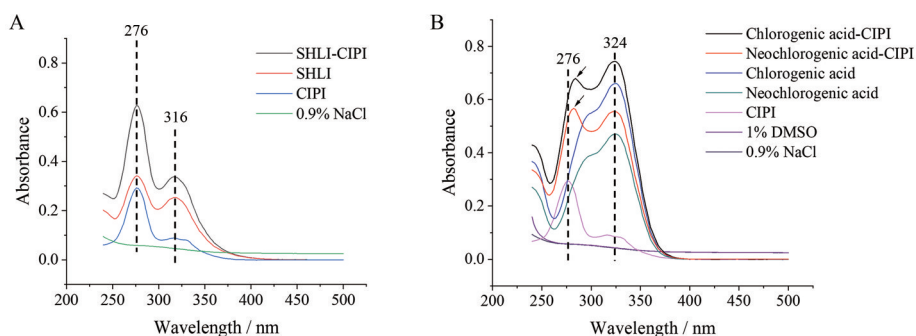 A
276
316
SHLI-CIPI
SHLI
CIPI
0.9% NaCl
0.8
0.6
0.4
0.2
0.0
Absorbance
200 250 300 350 400 450 500
Wavelength / nm
B
276
324
Chlorogenic acid-CIPI
Neochlorogenic acid-CIPI
Chlorogenic acid
Neochlorogenic acid
CIPI
1% DMSO
0.9% NaCl
0.8
0.6
0.4
0.2
0.0
Absorbance
200 250 300 350 400 450 500
Wavelength / nm